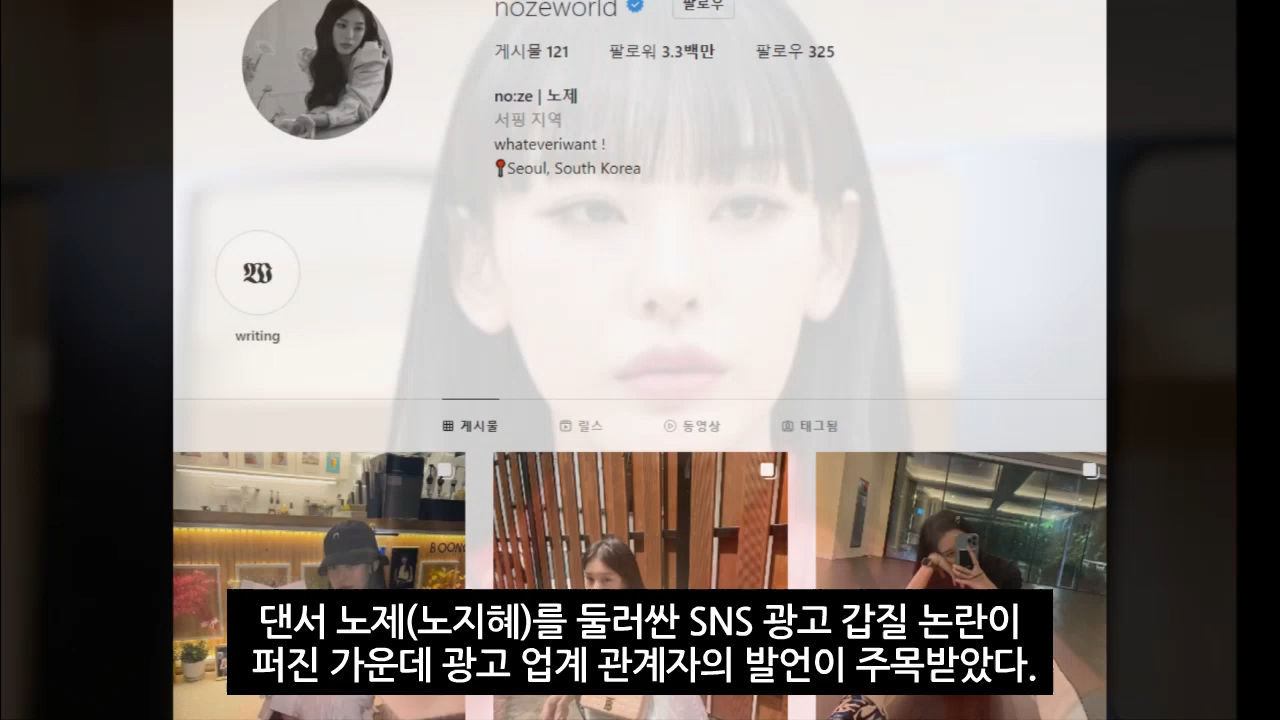 nozeworld
팔로우
게시물 121 팔로워 3.3백만 팔로우 325
no:ze | 노제
서핑 지역
whateveriwant !
Seoul, South Korea
writing
게시물 릴스 동영상 태그됨
댄서 노제(노지혜)를 둘러싼 SNS 광고 갑질 논란이
퍼진 가운데 광고 업계 관계자의 발언이 주목받았다.